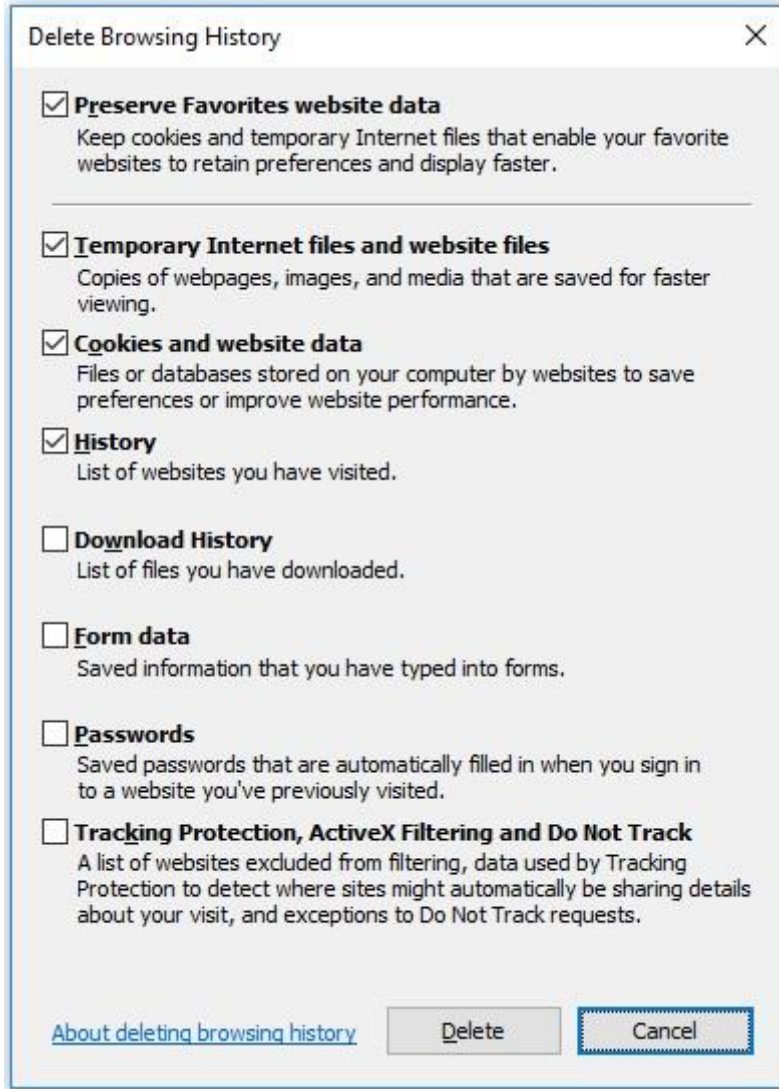 Delete Browsing History
Preserve Favorites website data
Keep cookies and temporary Internet files that enable your favorite
websites to retain preferences and display faster.
Temporary Internet files and website files
Copies of webpages, images, and media that are saved for faster
viewing.
Cookies and website data
Files or databases stored on your computer by websites to save
preferences or improve website performance.
History
List of websites you have visited.
Download History
List of files you have downloaded.
Form data
Saved information that you have typed into forms.
Passwords
Saved passwords that are automatically filled in when you sign in
to a website you've previously visited.
Tracking Protection, ActiveX Filtering and Do Not Track
A list of websites excluded from filtering, data used by Tracking
Protection to detect where sites might automatically be sharing details
about your visit, and exceptions to Do Not Track requests.
About deleting browsing history Delete Cancel